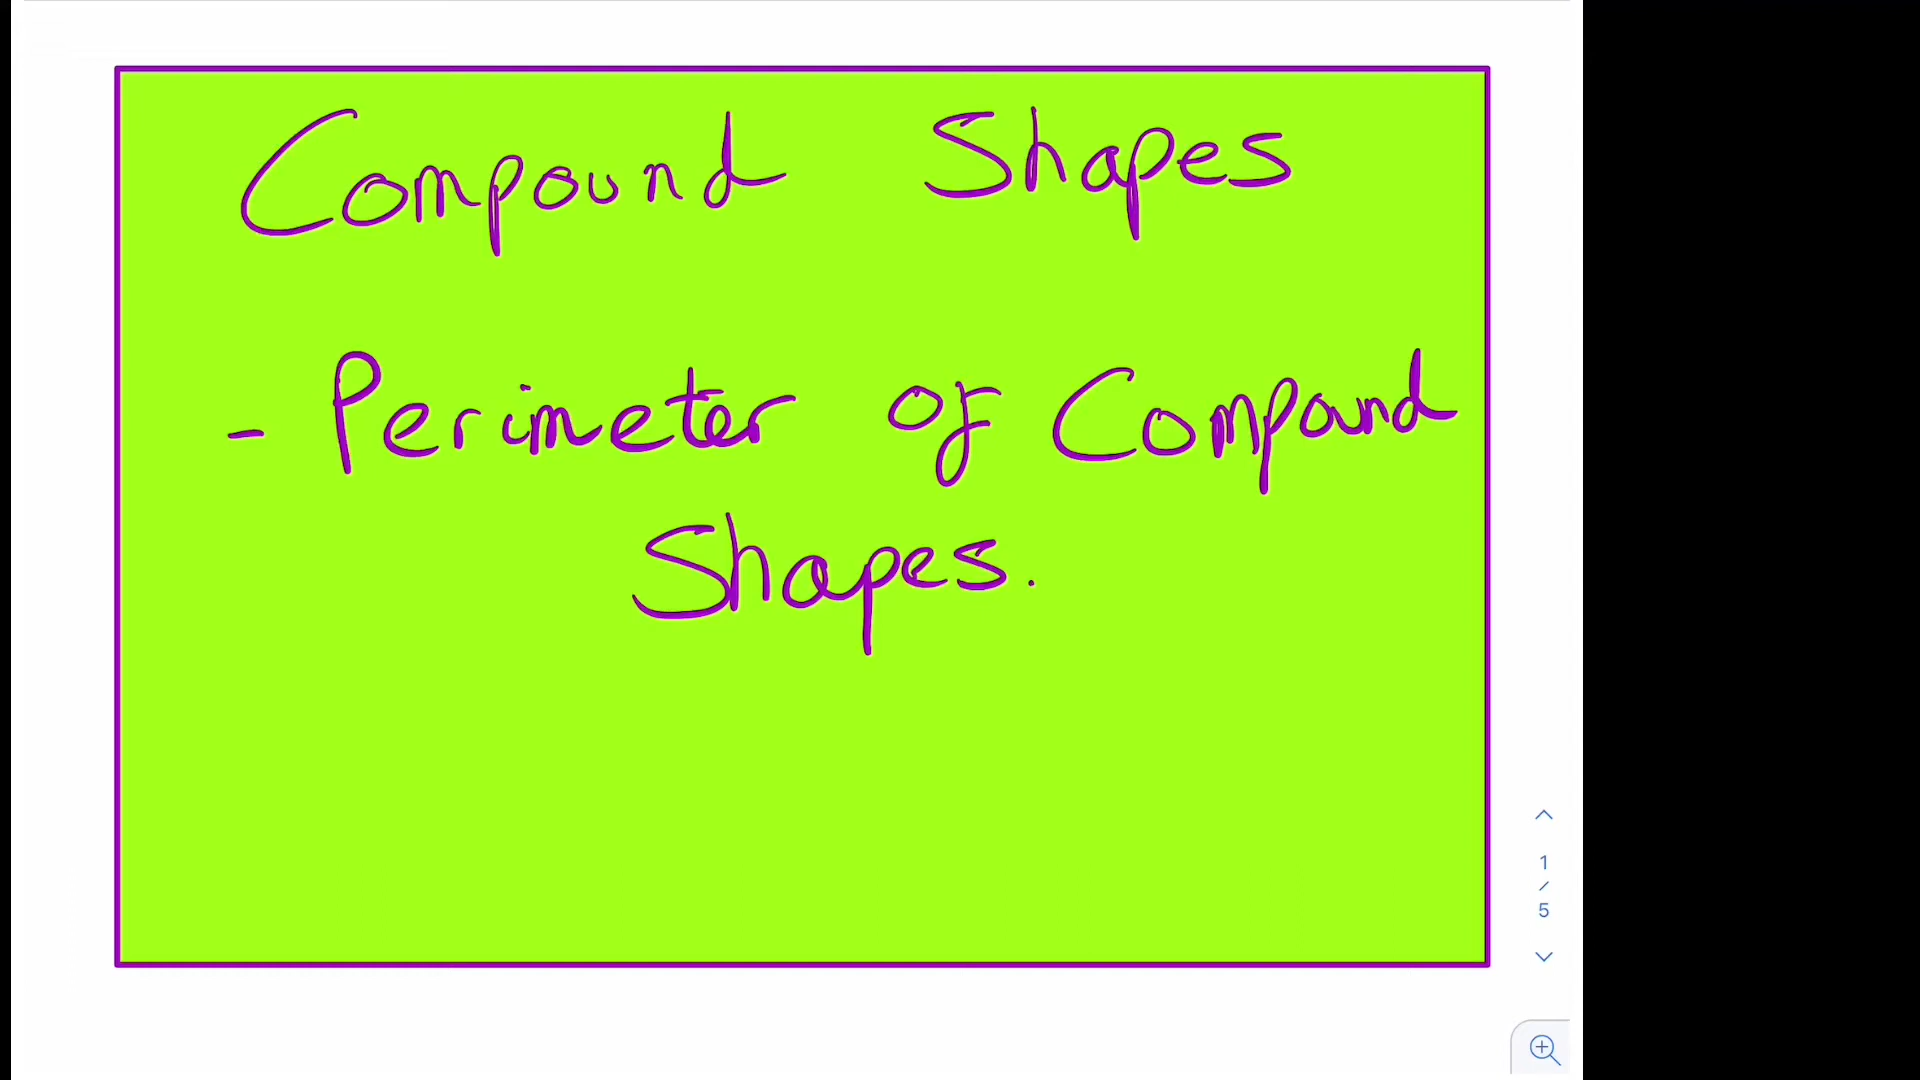 Compound Shapes
- Perimeter of Compound
Shapes.
1
/
5